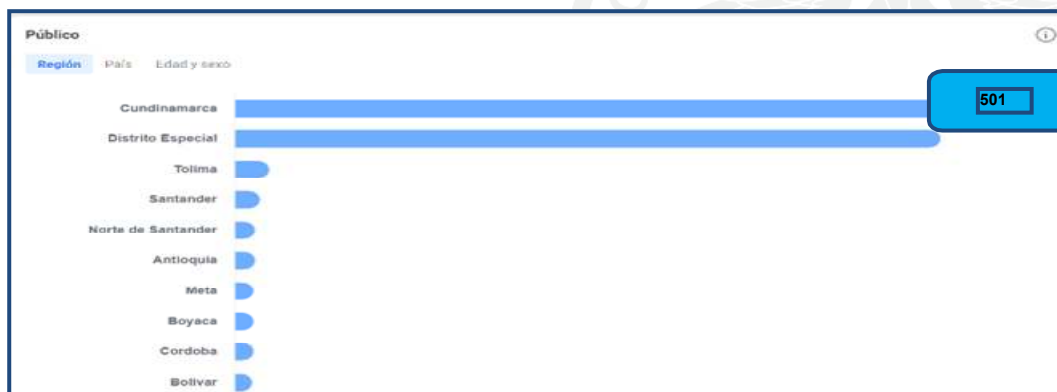 Público
Región País Edad y sexo
Cundinamarca
501
Distrito Especial
Tolima
Santander
Norte de Santander
Antioquia
Meta
Boyaca
Cordoba
Bolivar